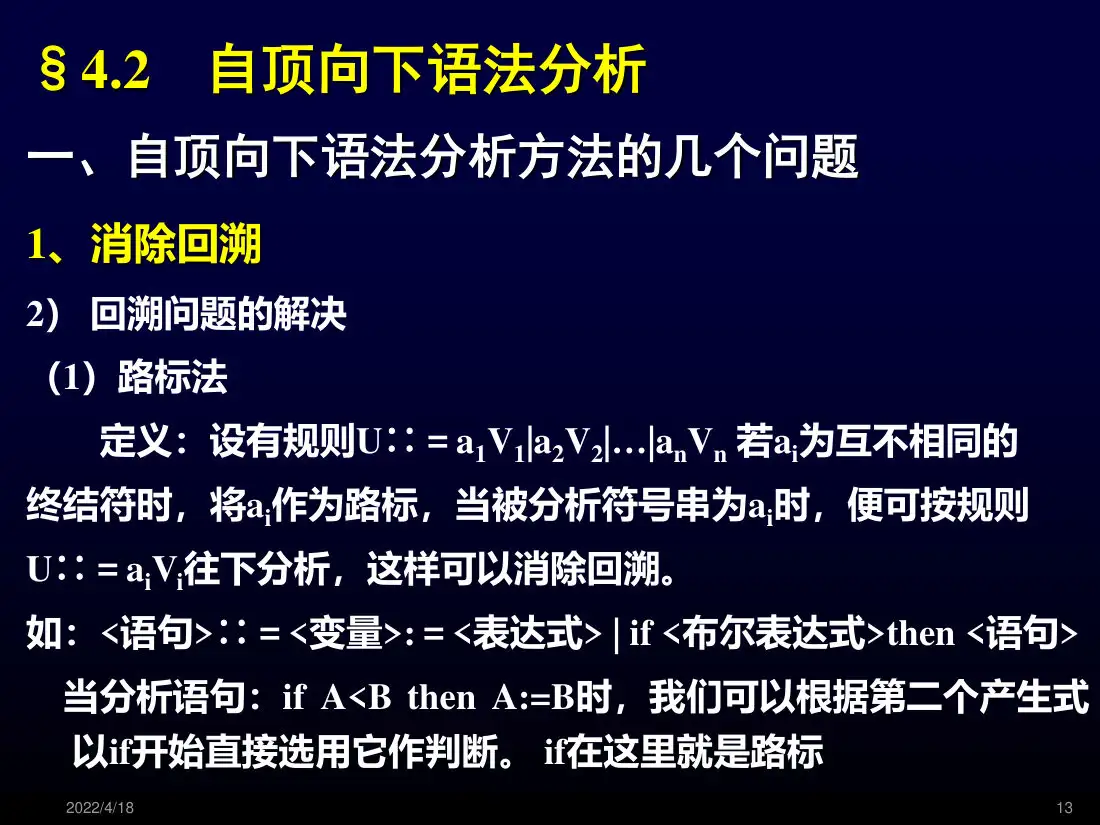 §4.2 自顶向下语法分析
一、自顶向下语法分析方法的几个问题
1、消除回溯
2） 回溯问题的解决
（1）路标法
定义：设有规则U∷＝a₁V₁|a₂V₂|…|aₙVₙ 若aᵢ为互不相同的
终结符时，将aᵢ作为路标，当被分析符号串为aᵢ时，便可按规则
U∷＝aᵢVᵢ往下分析，这样可以消除回溯。
如：<语句>∷＝<变量>:＝<表达式> | if <布尔表达式>then <语句>
当分析语句：if A<B then A:=B时，我们可以根据第二个产生式
以if开始直接选用它作判断。 if在这里就是路标
2022/4/18
13